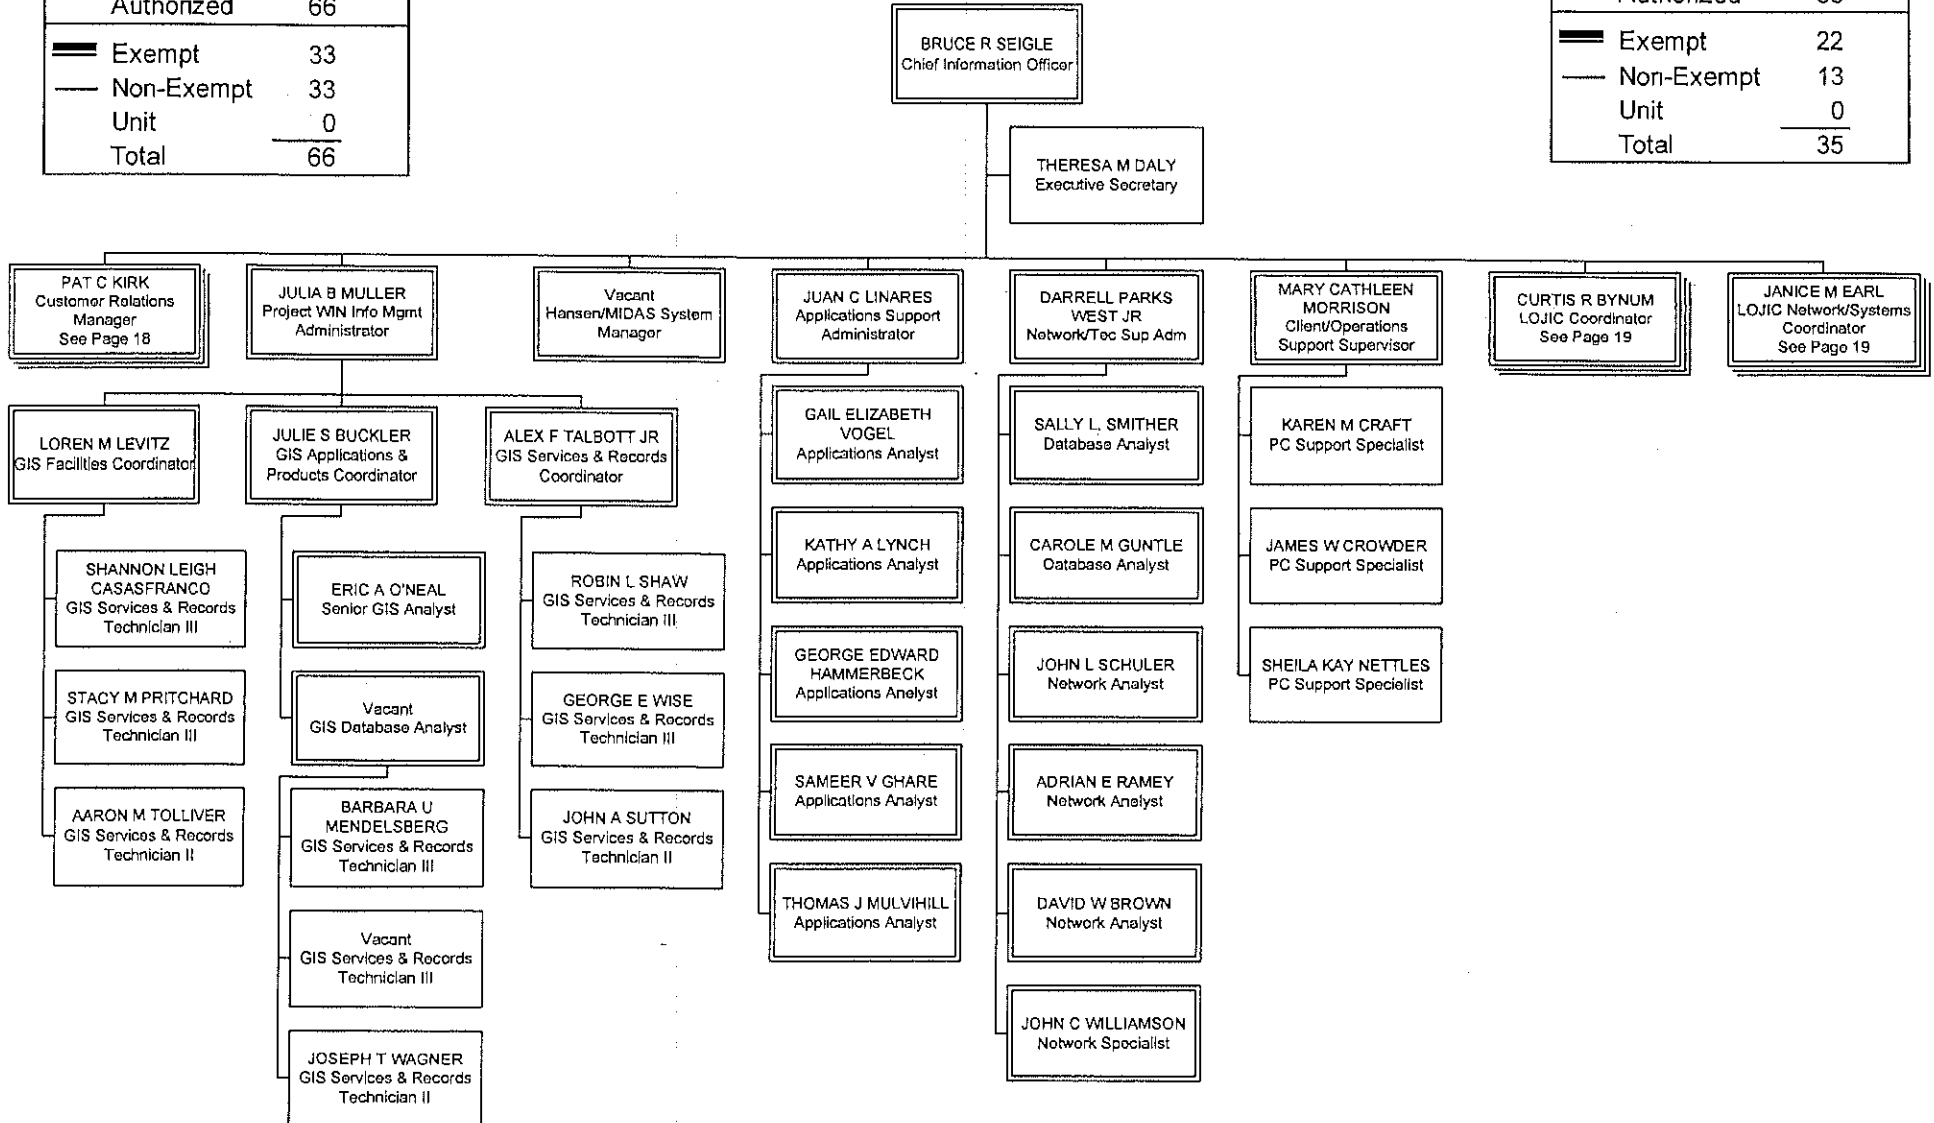 Authorized 66
Exempt 33
Non-Exempt 33
Unit 0
Total 66
Exempt 22
Non-Exempt 13
Unit 0
Total 35
BRUCE R SEIGLE
Chief Information Officer
THERESA M DALY
Executive Secretary
PAT C KIRK
Customer Relations
Manager
See Page 18
JULIA B MULLER
Project WIN Info Mgmt
Administrator
Vacant
Hansen/MIDAS System
Manager
JUAN C LINARES
Applications Support
Administrator
DARRELL PARKS
WEST JR
Network/Tec Sup Adm
MARY CATHLEEN
MORRISON
Client/Operations
Support Supervisor
CURTIS R BYNUM
LOJIC Coordinator
See Page 19
JANICE M EARL
LOJIC Network/Systems
Coordinator
See Page 19
LOREN M LEVITZ
GIS Facilities Coordinator
JULIE S BUCKLER
GIS Applications &
Products Coordinator
ALEX F TALBOTT JR
GIS Services & Records
Coordinator
SHANNON LEIGH
CASASFRANCO
GIS Services & Records
Technician III
STACY M PRITCHARD
GIS Services & Records
Technician III
AARON M TOLLIVER
GIS Services & Records
Technician II
ERIC A O'NEAL
Senior GIS Analyst
Vacant
GIS Database Analyst
BARBARA U
MENDELSBERG
GIS Services & Records
Technician III
Vacant
GIS Services & Records
Technician III
JOSEPH T WAGNER
GIS Services & Records
Technician II
ROBIN L SHAW
GIS Services & Records
Technician III
GEORGE E WISE
GIS Services & Records
Technician III
JOHN A SUTTON
GIS Services & Records
Technician II
GAIL ELIZABETH
VOGEL
Applications Analyst
KATHY A LYNCH
Applications Analyst
GEORGE EDWARD
HAMMERBECK
Applications Analyst
SAMEER V GHARE
Applications Analyst
THOMAS J MULVIHILL
Applications Analyst
SALLY L. SMITHER
Database Analyst
CAROLE M GUNTLE
Database Analyst
JOHN L SCHULER
Network Analyst
ADRIAN E RAMEY
Network Analyst
DAVID W BROWN
Network Analyst
JOHN C WILLIAMSON
Network Specialist
KAREN M CRAFT
PC Support Specialist
JAMES W CROWDER
PC Support Specialist
SHEILA KAY NETTLES
PC Support Specialist